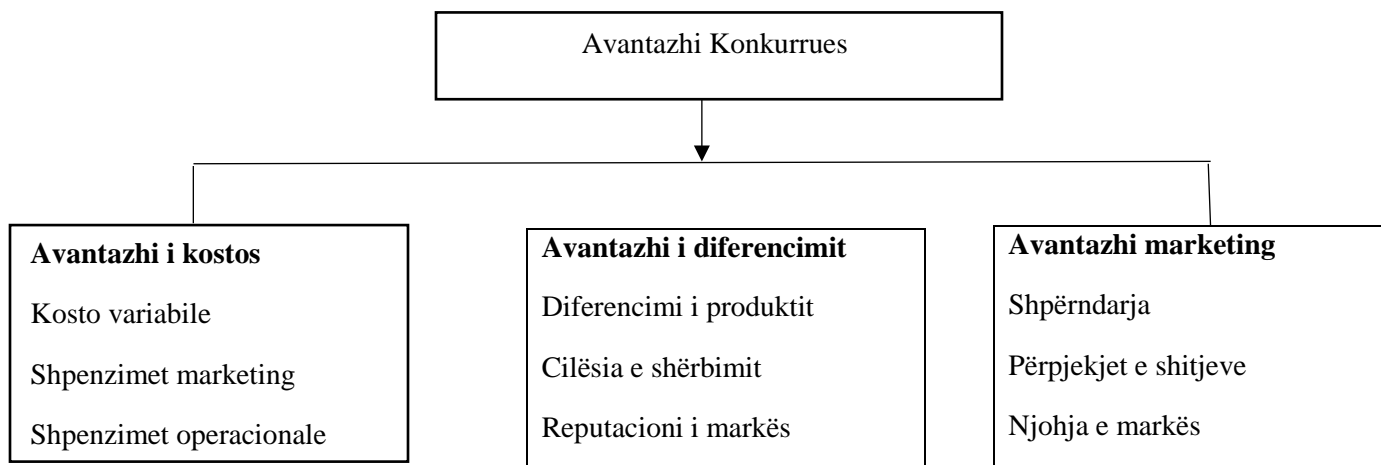 Avantazhi Konkurrues
Avantazhi i kostos
Kosto variabile
Shpenzimet marketing
Shpenzimet operacionale
Avantazhi i diferencimit
Diferencimi i produktit
Cilësia e shërbimit
Reputacioni i markës
Avantazhi marketing
Shpërndarja
Përpjekjet e shitjeve
Njohja e markës